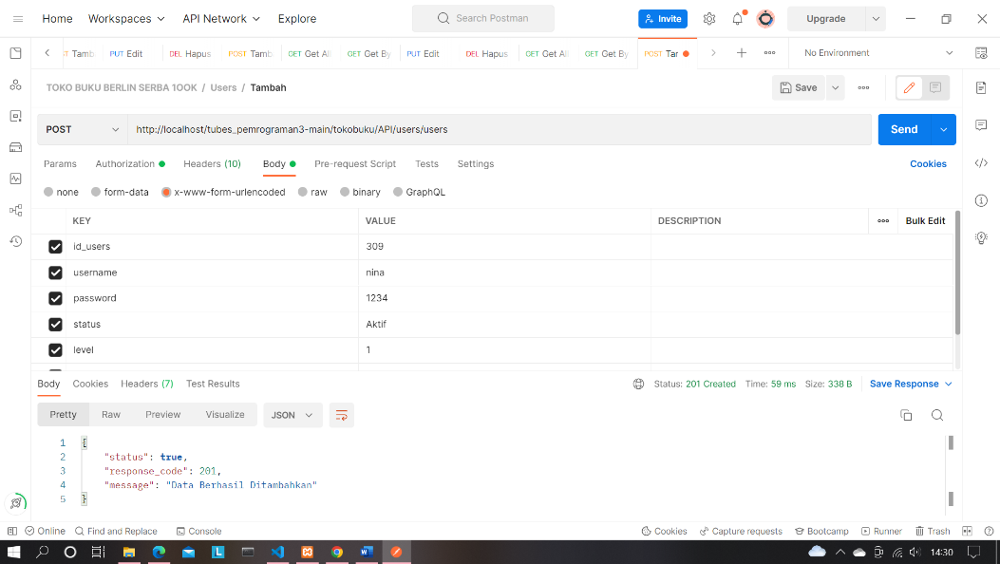 Home Workspaces API Network Explore Search Postman Invite Upgrade
Tamb PUT Edit DEL Hapus POST Tamb GET Get Al GET Get By PUT Edit DEL Hapus GET Get Al GET Get By POST Tar No Environment
TOKO BUKU BERLIN SERBA 1OOK / Users / Tambah Save
POST http://localhost/tubes_pemrograman3-main/tokobuku/API/users/users Send
Params Authorization Headers (10) Body Pre-request Script Tests Settings Cookies
none form-data x-www-form-urlencoded raw binary GraphQL
KEY VALUE DESCRIPTION Bulk Edit
id_users 309
username nina
password 1234
status Aktif
level 1
Body Cookies Headers (7) Test Results Status: 201 Created Time: 59 ms Size: 338 B Save Response
Pretty Raw Preview Visualize JSON
1 {
2 "status": true,
3 "response_code": 201,
4 "message": "Data Berhasil Ditambahkan"
5 }
Online Find and Replace Console Cookies Capture requests Bootcamp Runner Trash
14:30